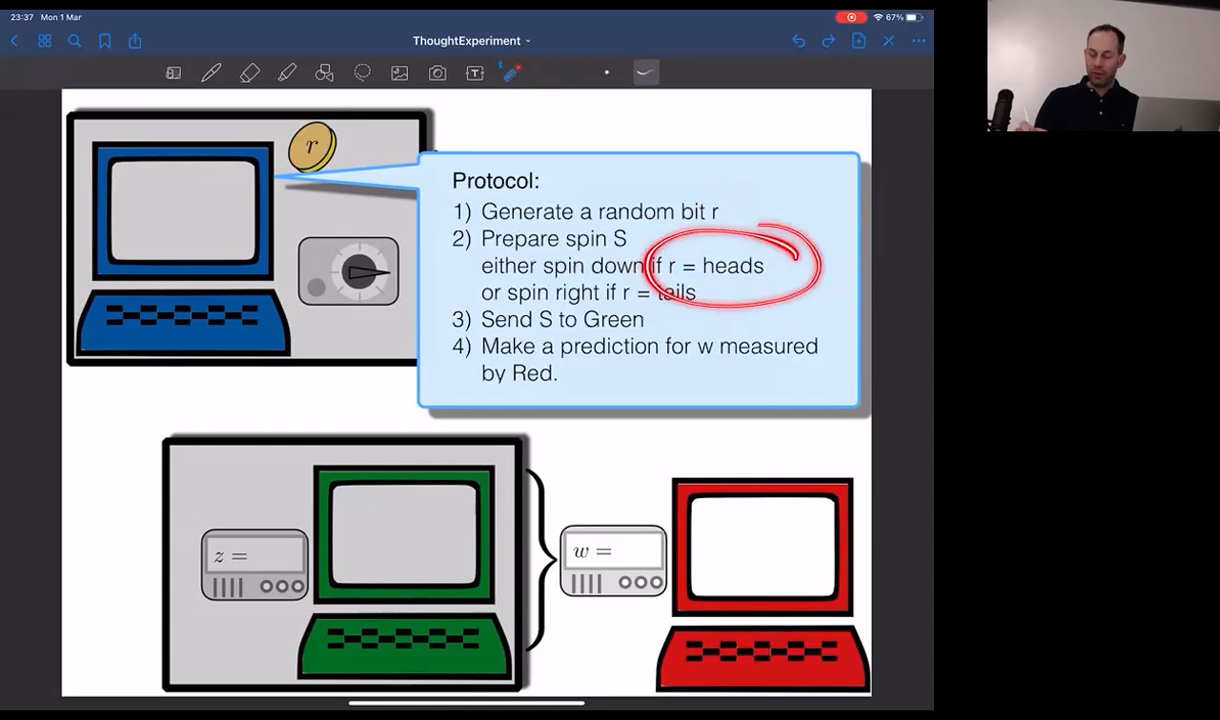 23:37 Mon 1 Mar
67%
ThoughtExperiment
T
r
Protocol:
1) Generate a random bit r
2) Prepare spin S
either spin down if r = heads
or spin right if r = tails
3) Send S to Green
4) Make a prediction for w measured
by Red.
z =
w =